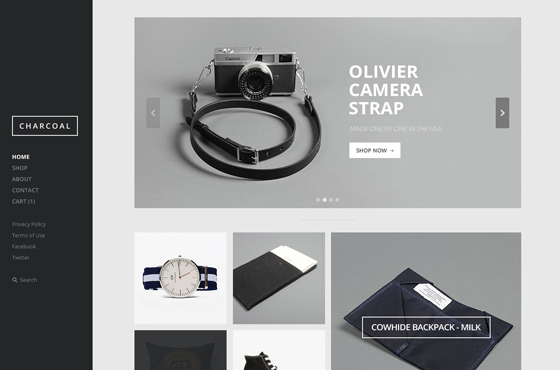 CHARCOAL
HOME
SHOP
ABOUT
CONTACT
CART (1)
Privacy Policy
Terms of Use
Facebook
Twitter
Search
Canon
OLIVIER
CAMERA
STRAP
MADE ONE BY ONE IN THE USA
SHOP NOW →
COWHIDE BACKPACK - MILK